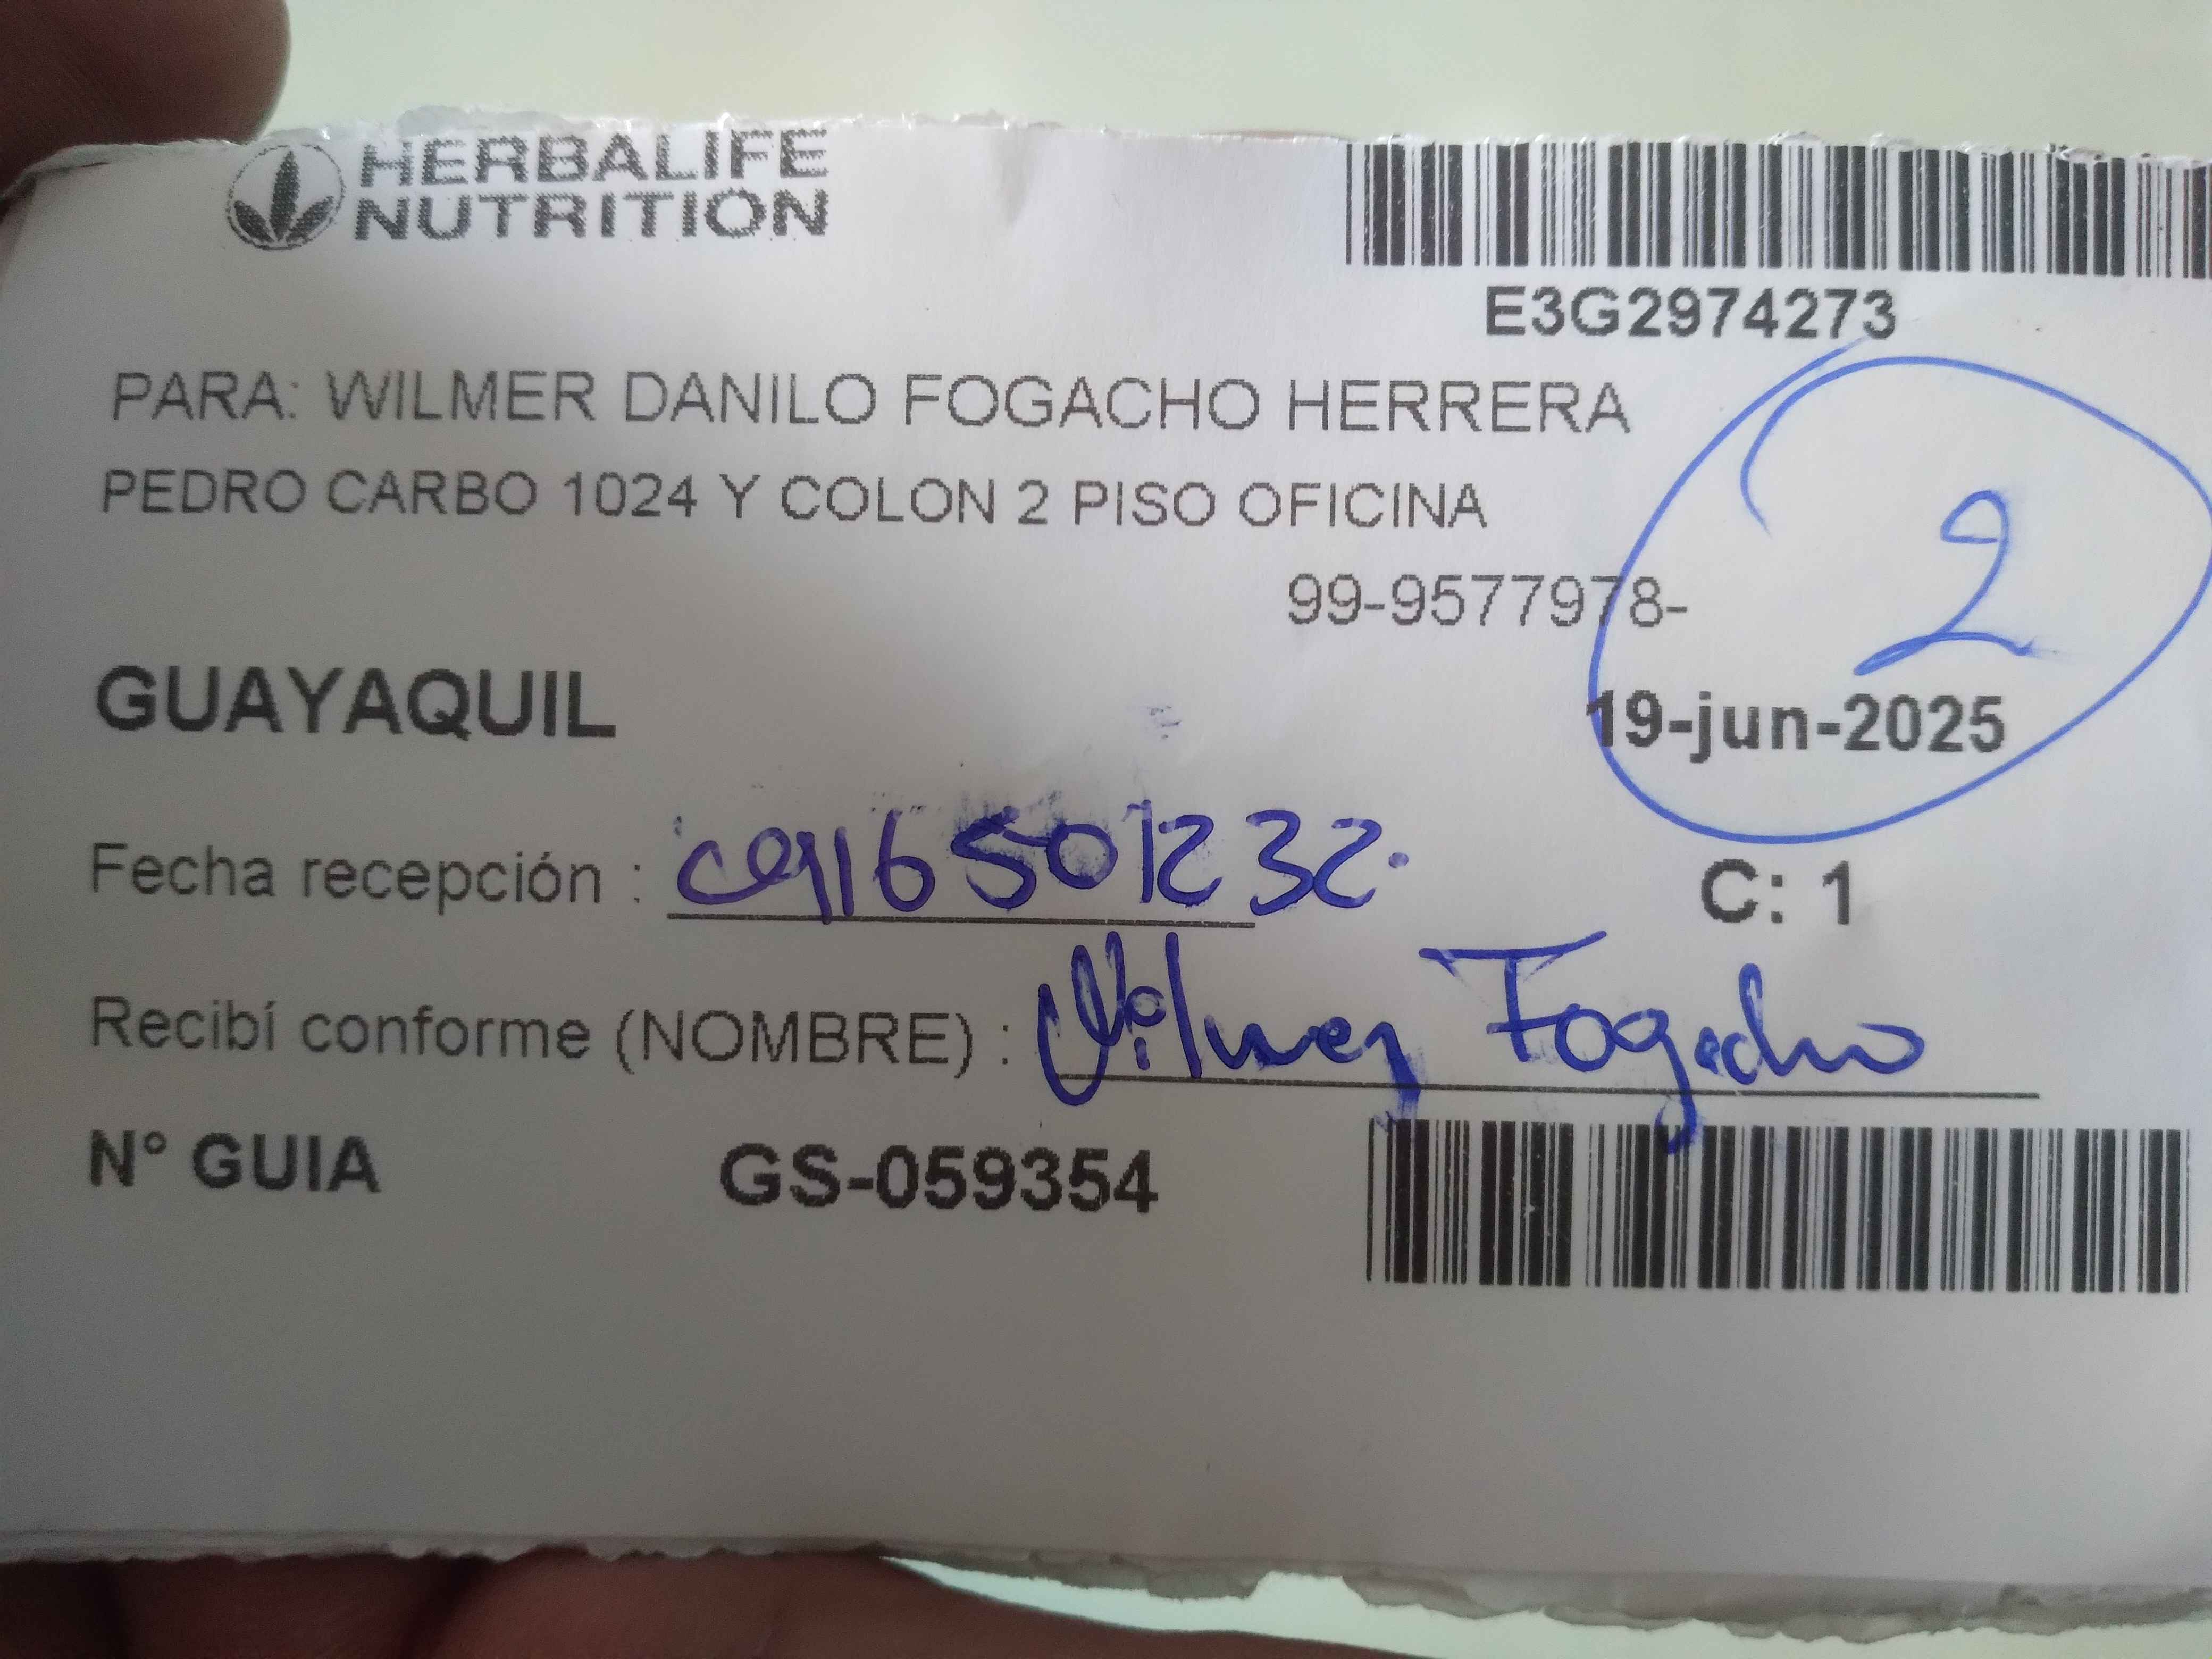 HERBALIFE
NUTRITION
E3G2974273
PARA: WILMER DANILO FOGACHO HERRERA
PEDRO CARBO 1024 Y COLON 2 PISO OFICINA
99-9577978-
2
GUAYAQUIL
19-jun-2025
Fecha recepción : 0916501232.
C: 1
Recibí conforme (NOMBRE) : Wilmer Fogacho
N° GUIA GS-059354